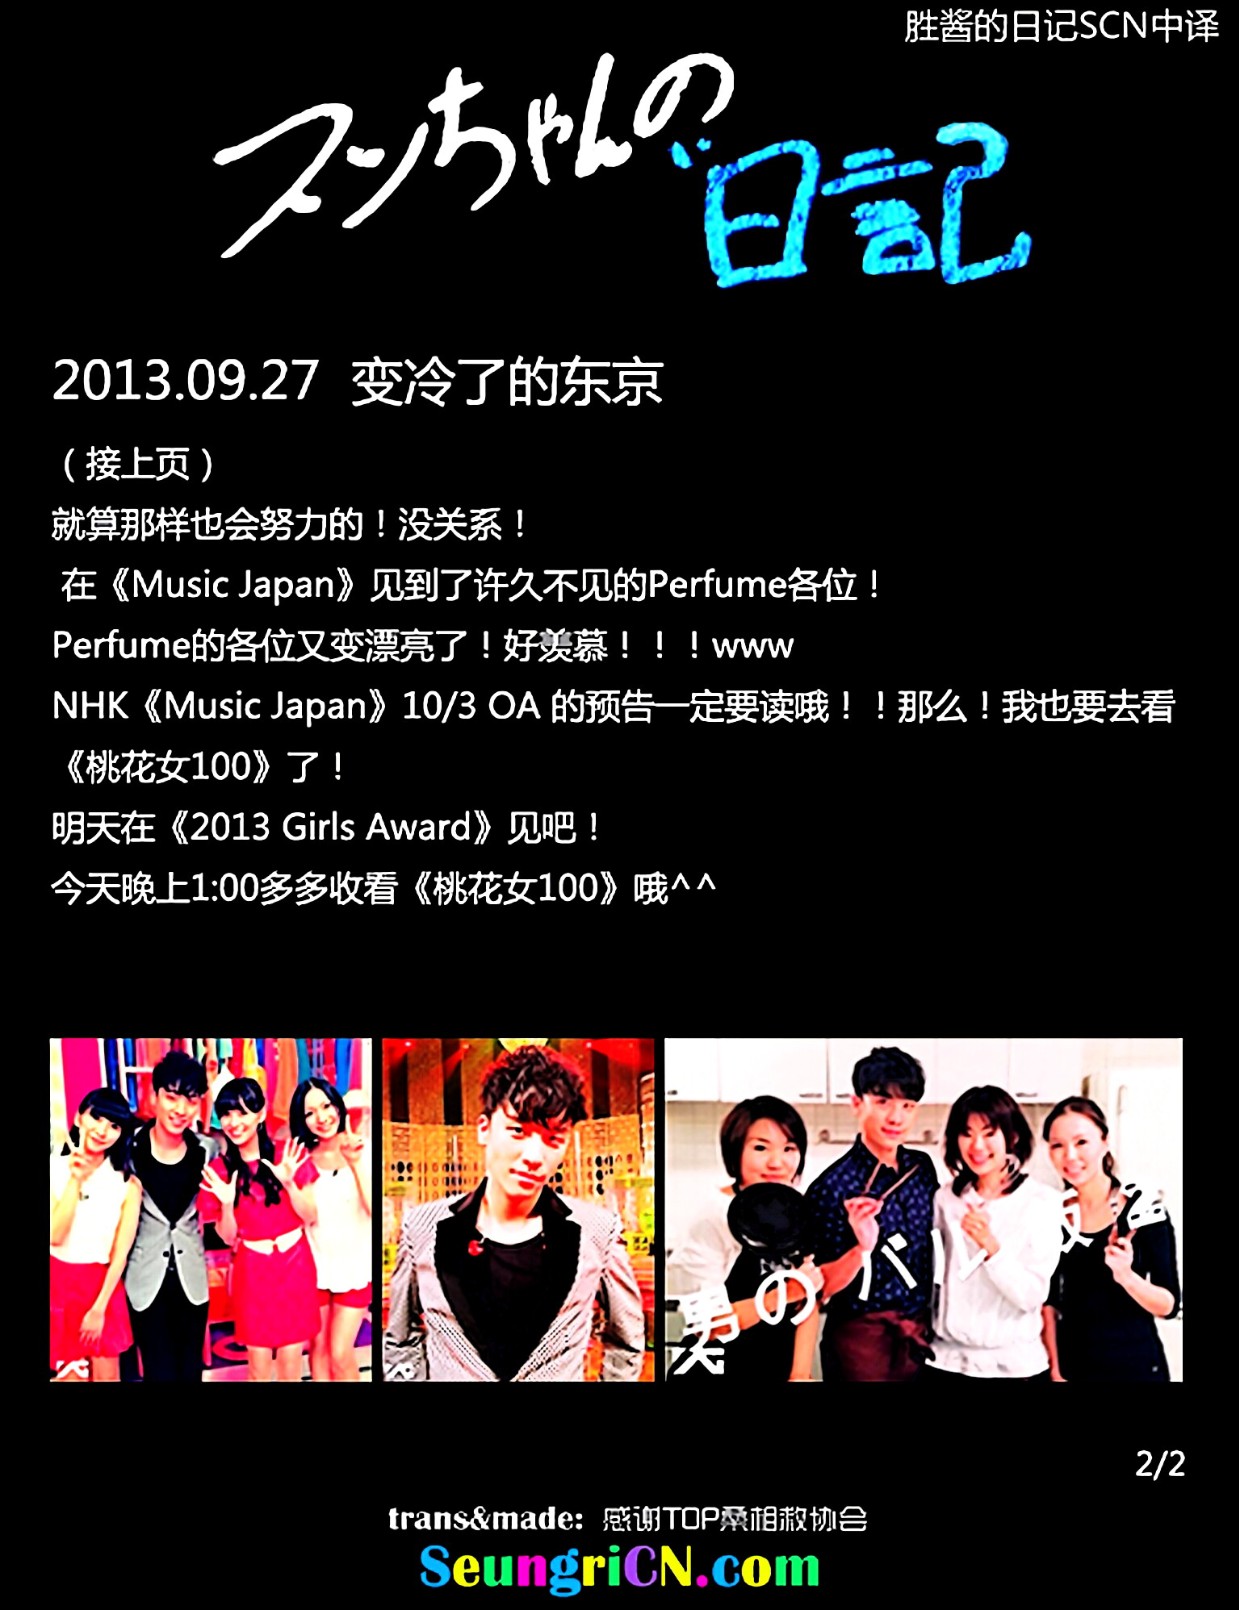 胜酱的日记SCN中译
スンちゃんの
日記
2013.09.27 变冷了的东京
（接上页）
就算那样也会努力的！没关系！
在《Music Japan》见到了许久不见的Perfume各位！
Perfume的各位又变漂亮了！好羡慕！！！www
NHK《Music Japan》10/3 OA 的预告一定要读哦！！那么！我也要去看
《桃花女100》了！
明天在《2013 Girls Award》见吧！
今天晚上1:00多多收看《桃花女100》哦^^
男のバレ
YG
2/2
trans&made: 感谢TOP桑相救协会
SeungriCN.com